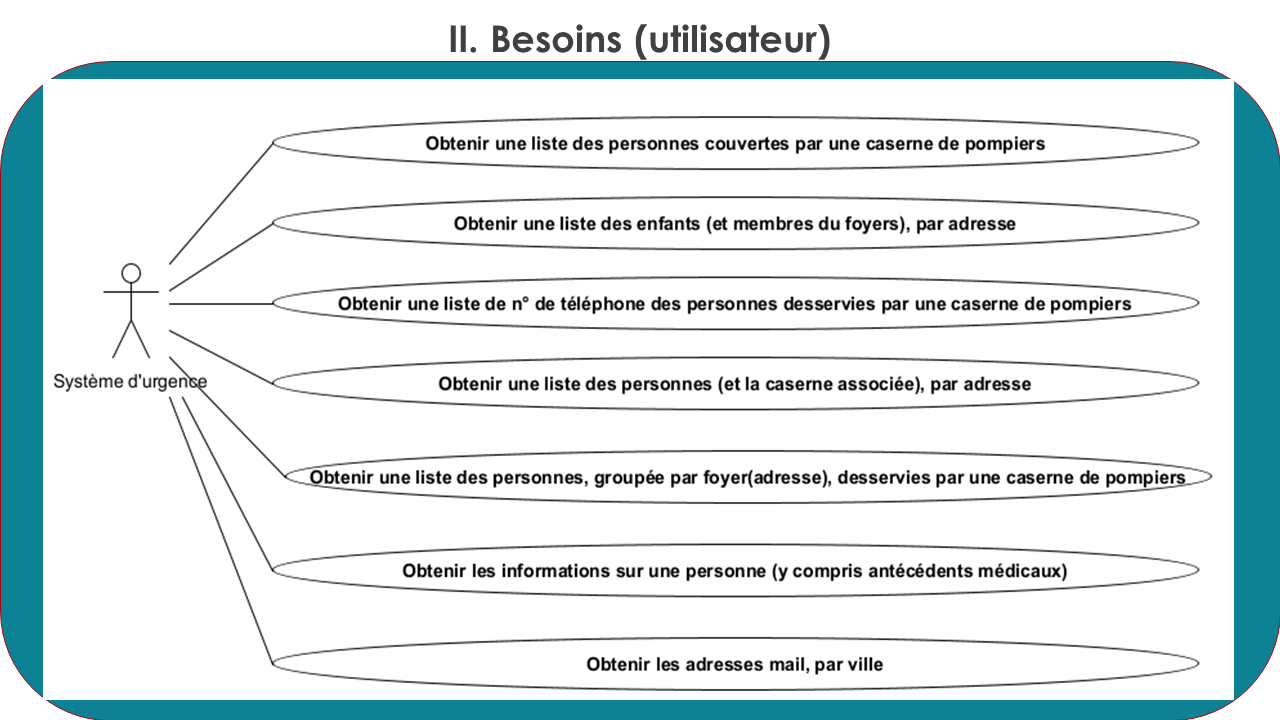 II. Besoins (utilisateur)
Obtenir une liste des personnes couvertes par une caserne de pompiers
Obtenir une liste des enfants (et membres du foyers), par adresse
Obtenir une liste de n° de téléphone des personnes desservies par une caserne de pompiers
Système d'urgence
Obtenir une liste des personnes (et la caserne associée), par adresse
Obtenir une liste des personnes, groupée par foyer(adresse), desservies par une caserne de pompiers
Obtenir les informations sur une personne (y compris antécédents médicaux)
Obtenir les adresses mail, par ville